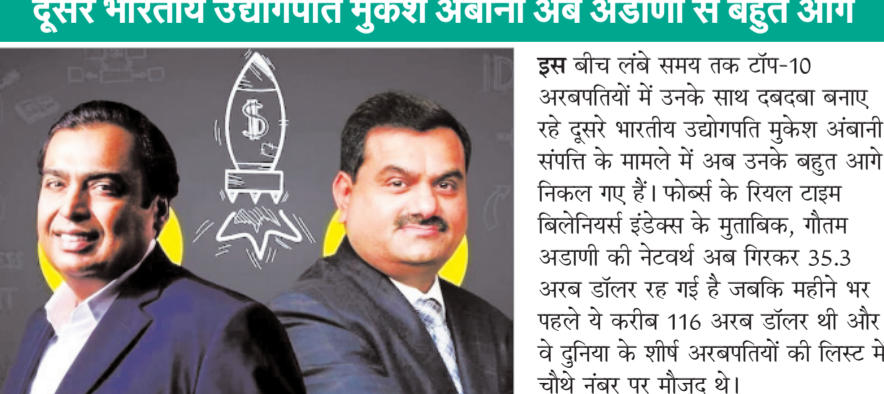 दूसरे भारतीय उद्योगपति मुकेश अंबानी अब अडाणी से बहुत आगे
$
इस बीच लंबे समय तक टॉप-10
अरबपतियों में उनके साथ दबदबा बनाए
रहे दूसरे भारतीय उद्योगपति मुकेश अंबानी
संपत्ति के मामले में अब उनके बहुत आगे
निकल गए हैं। फोर्ब्स के रियल टाइम
बिलेनियर्स इंडेक्स के मुताबिक, गौतम
अडाणी की नेटवर्थ अब गिरकर 35.3
अरब डॉलर रह गई है जबकि महीने भर
पहले ये करीब 116 अरब डॉलर थी और
वे दुनिया के शीर्ष अरबपतियों की लिस्ट में
चौथे नंबर पर मौजूद थे।